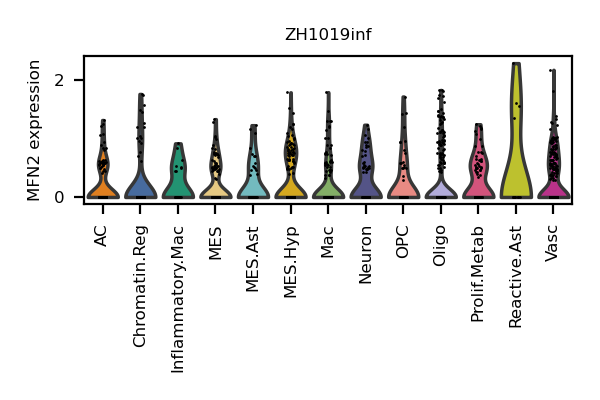 ZH1019inf
MFN2 expression
2
0
AC
Chromatin.Reg
Inflammatory.Mac
MES
MES.Ast
MES.Hyp
Mac
Neuron
OPC
Oligo
Prolif.Metab
Reactive.Ast
Vasc